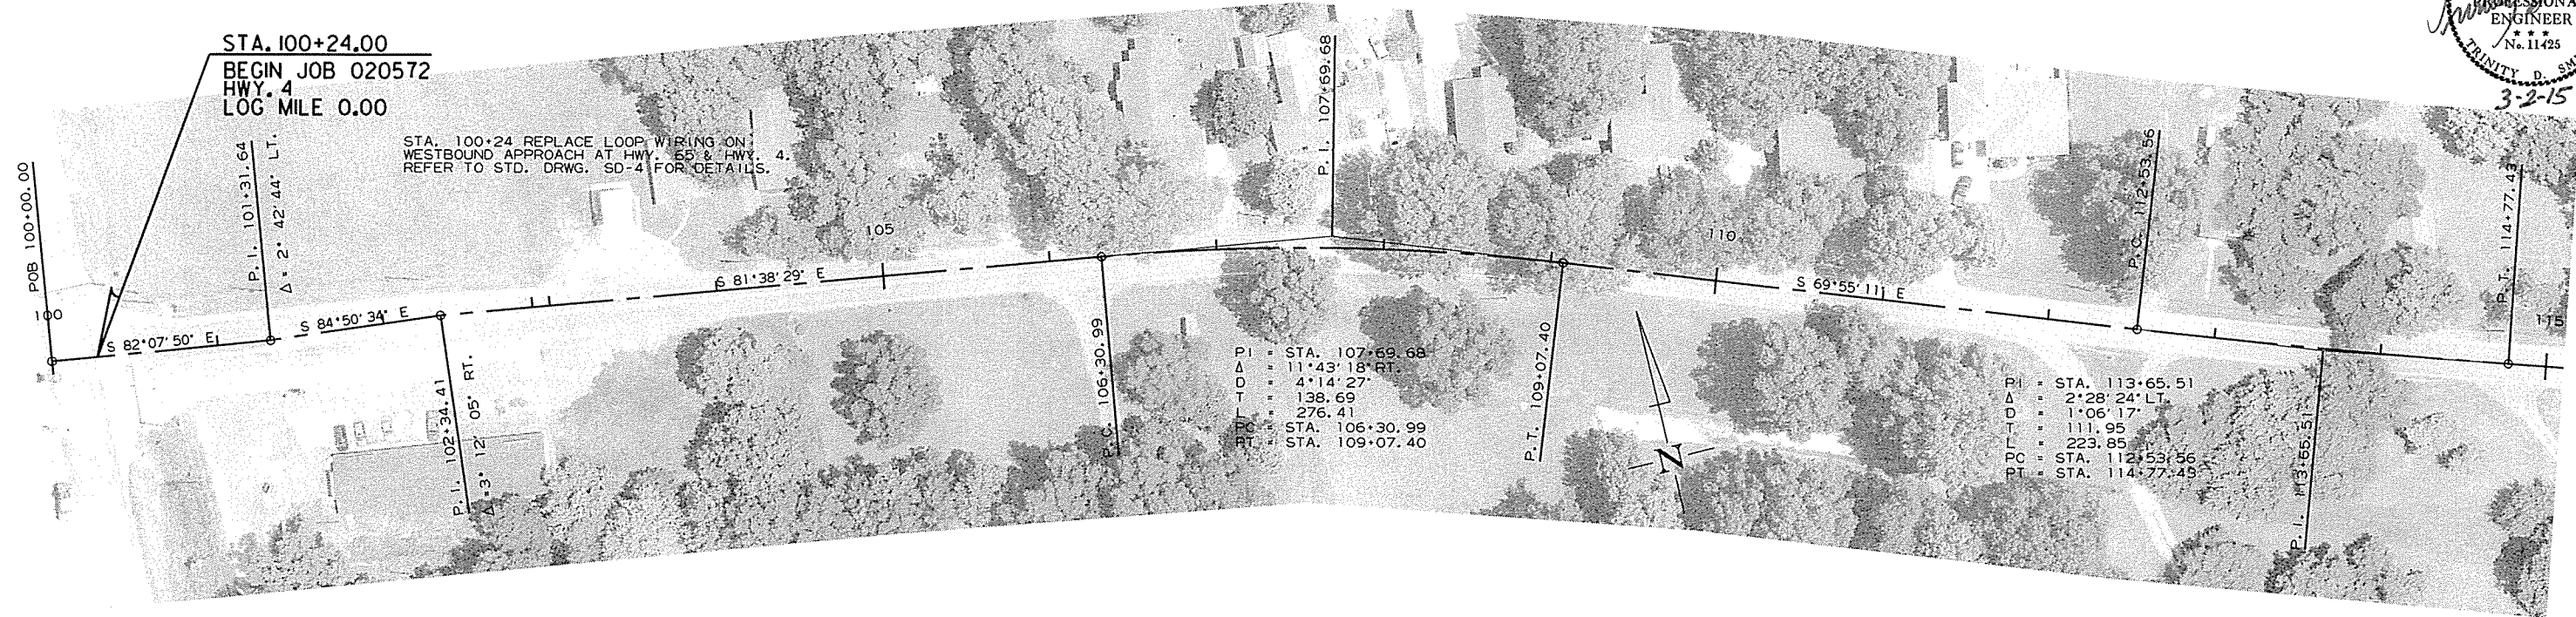 STA. 100+24.00
BEGIN JOB 020572
HWY. 4
LOG MILE 0.00
STA. 100+24 REPLACE LOOP WIRING ON
WESTBOUND APPROACH AT HWY. 65 & HWY. 4.
REFER TO STD. DRWG. SD-4 FOR DETAILS.
POB 100+00.00
100
P.I. 101+31.64
Δ = 2° 42' 44" LT.
S 82°07'50" E
S 84°50'34" E
P.I. 102+34.41
Δ = 3° 12' 05" RT.
S 81°38'29" E
105
P.C. 106+30.99
P.I. 107+69.68
PI = STA. 107+69.68
Δ = 11°43'18" RT.
D = 4°14'27"
T = 138.69
L = 276.41
PC = STA. 106+30.99
PT = STA. 109+07.40
P.T. 109+07.40
N
110
S 69°55'11" E
P.C. 112+53.56
PI = STA. 113+65.51
Δ = 2°28'24" LT.
D = 1°06'17"
T = 111.95
L = 223.85
PC = STA. 112+53.56
PT = STA. 114+77.43
P.I. 113+65.51
P.T. 114+77.43
115
PROFESSIONAL
ENGINEER
★ ★ ★
No. 11425
TRINITY D. SM
3-2-15